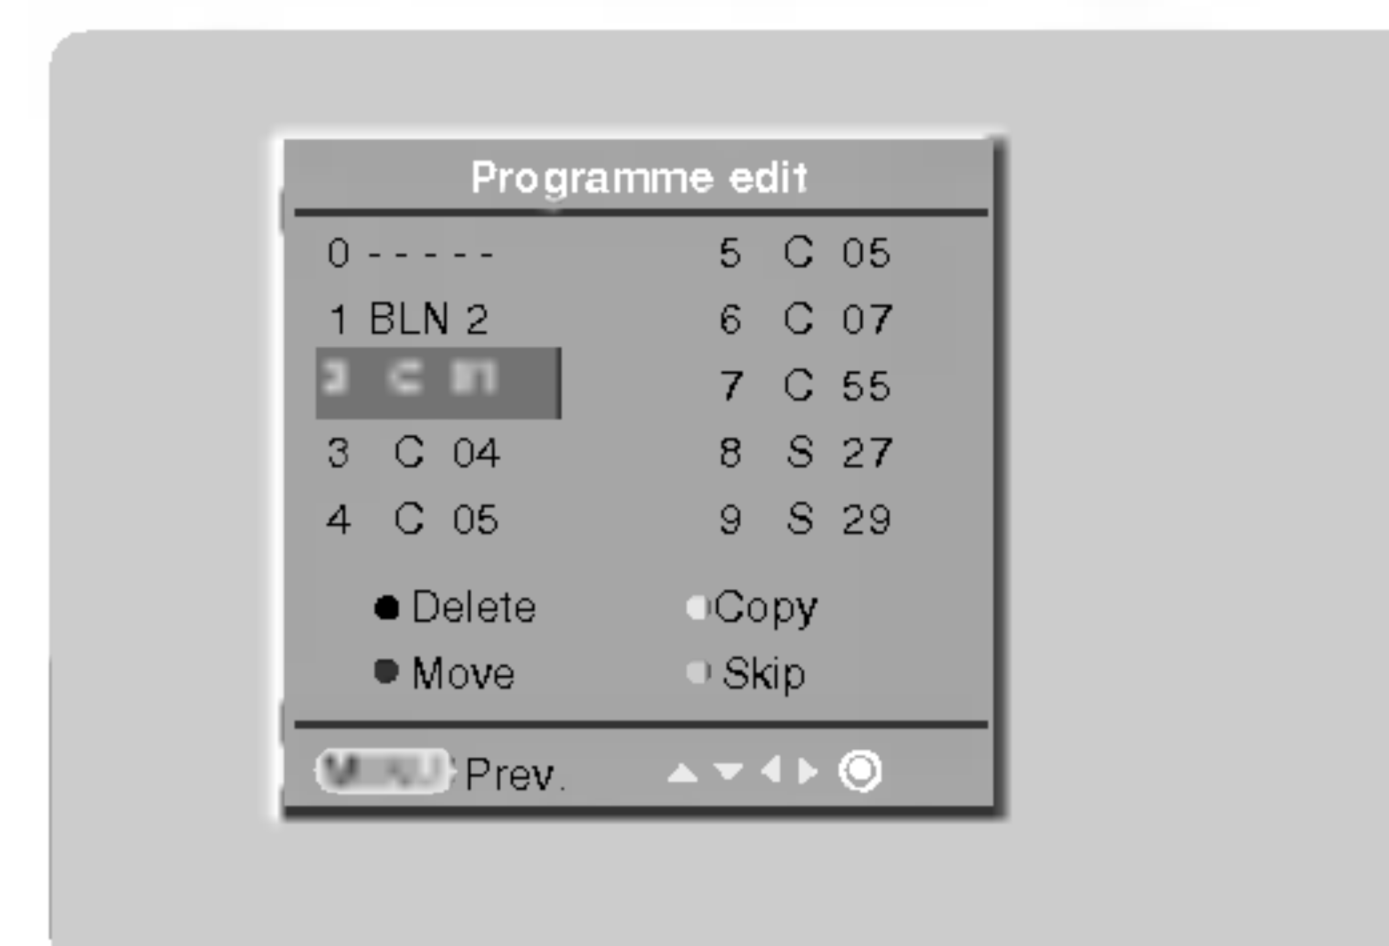 Programme edit
0 - - - - -
1 BLN 2
C
3 C 04
4 C 05
5 C 05
6 C 07
7 C 55
8 S 27
9 S 29
Delete
Copy
Move
Skip
MENU Prev.